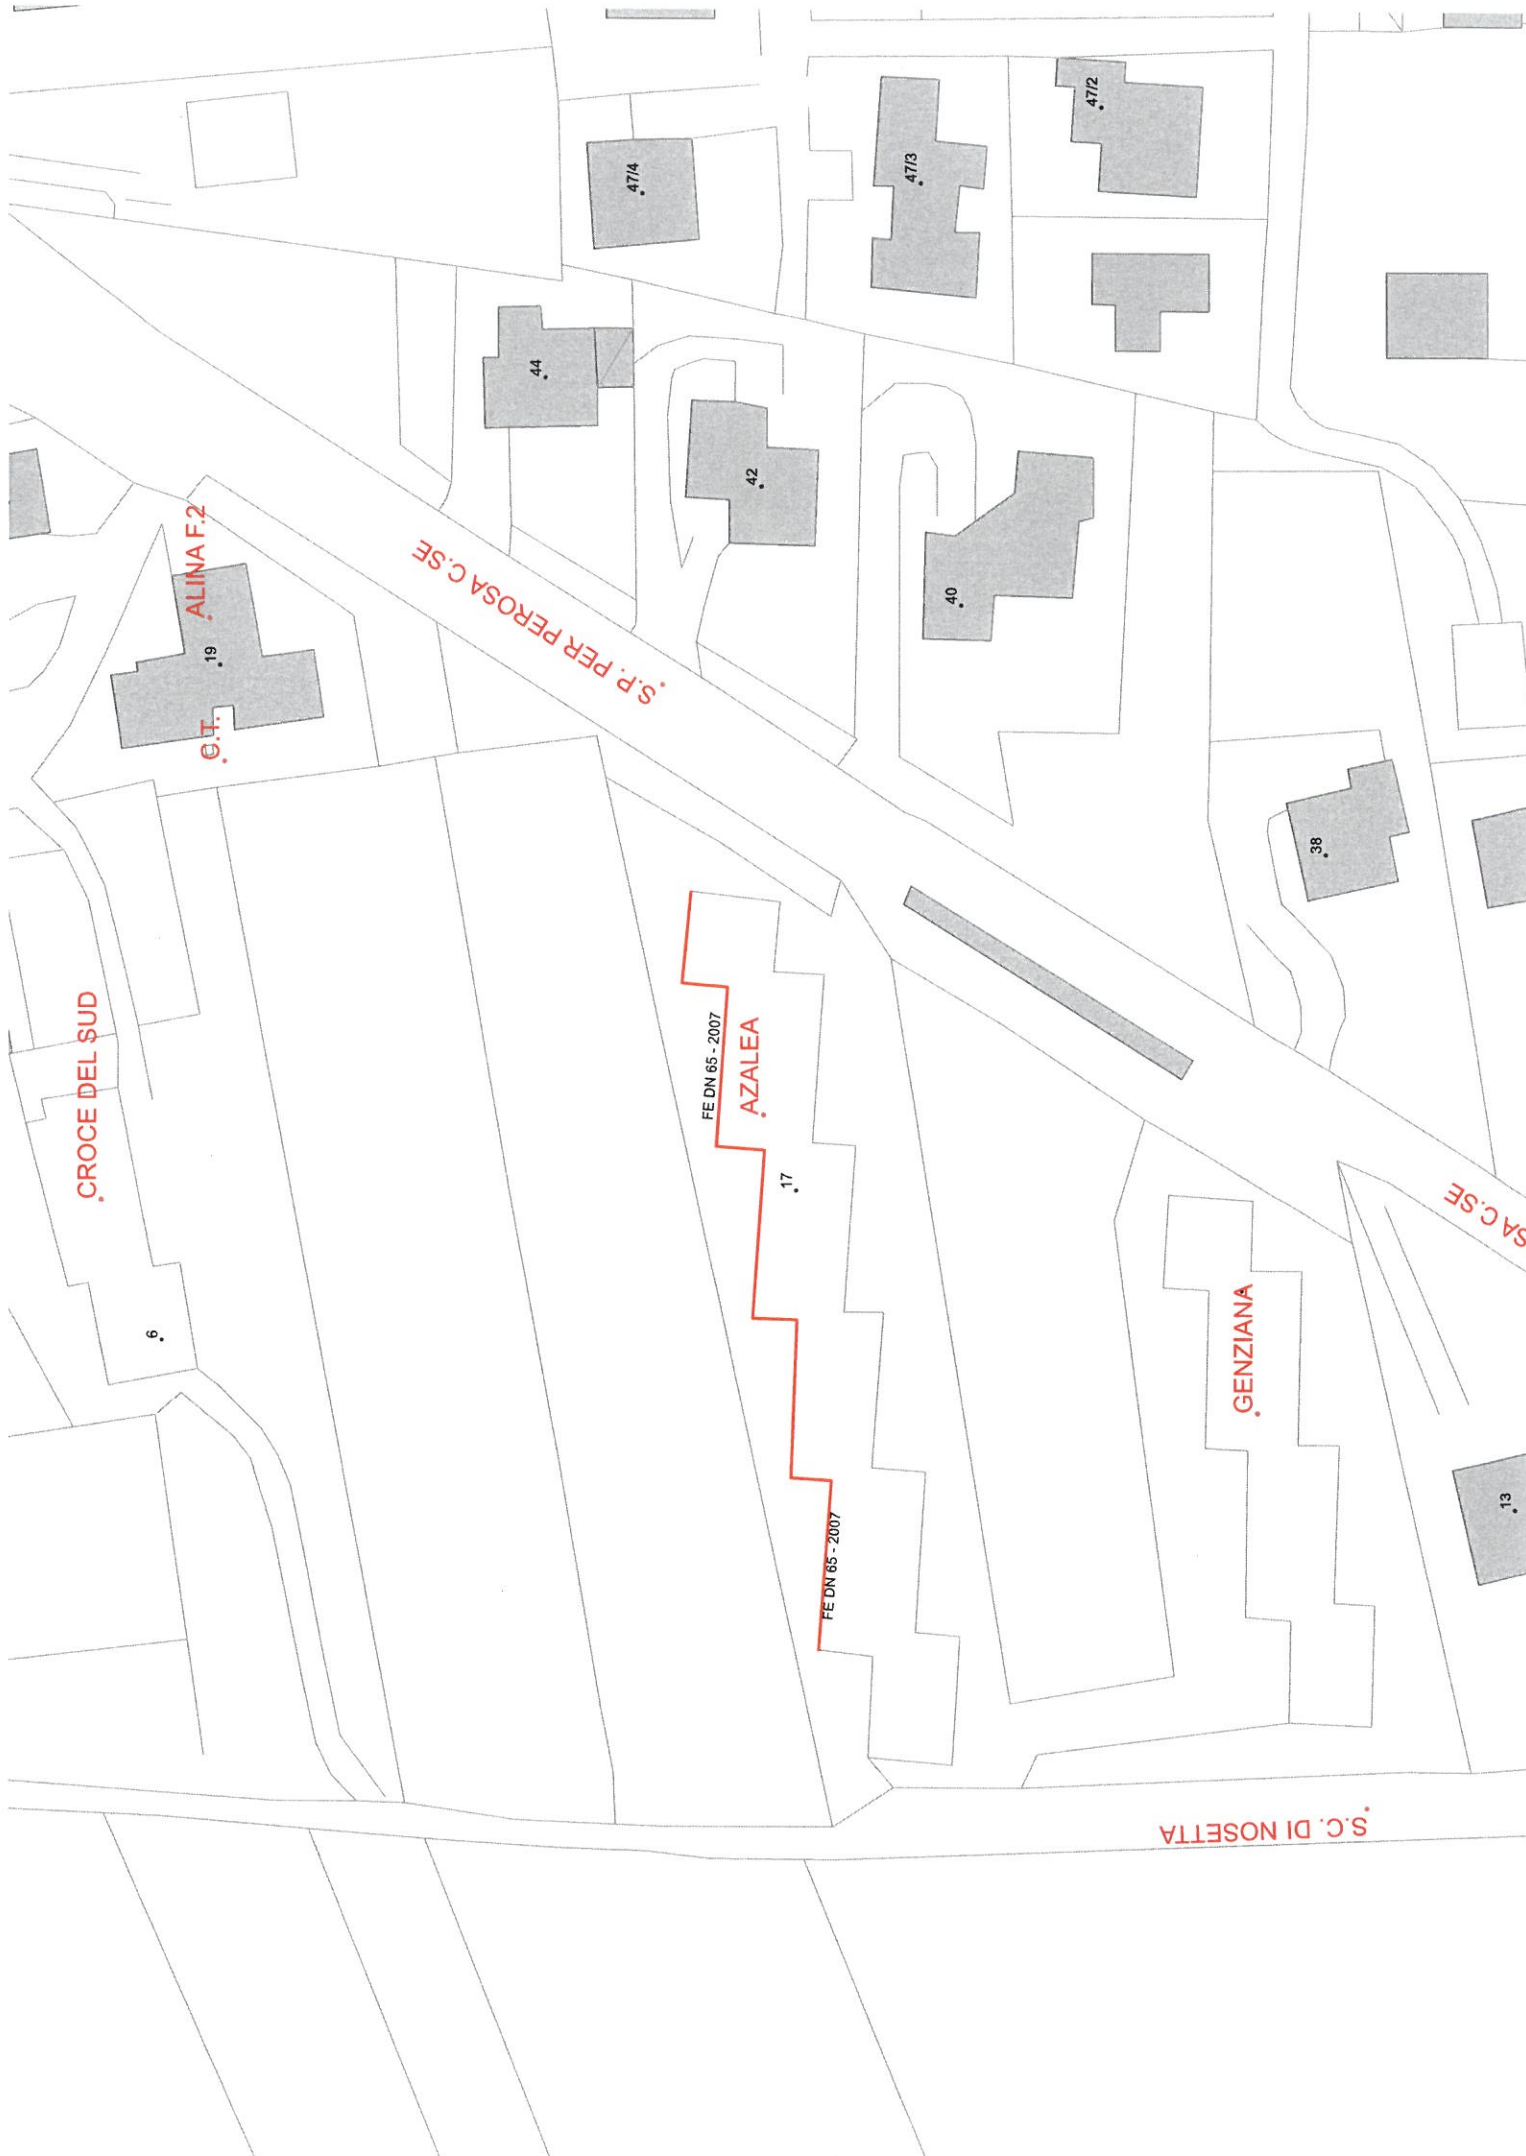 47/2
47/4
47/3
44
42
ALINA F.2
19
C.T.
S.P. PER PEROSA C.SE
40
38
CROCE DEL SUD
FE DN 65 - 2007
AZALEA
17
6
GENZIANA
SA C.SE
13
FE DN 65 - 2007
S.C. DI NOSETTA